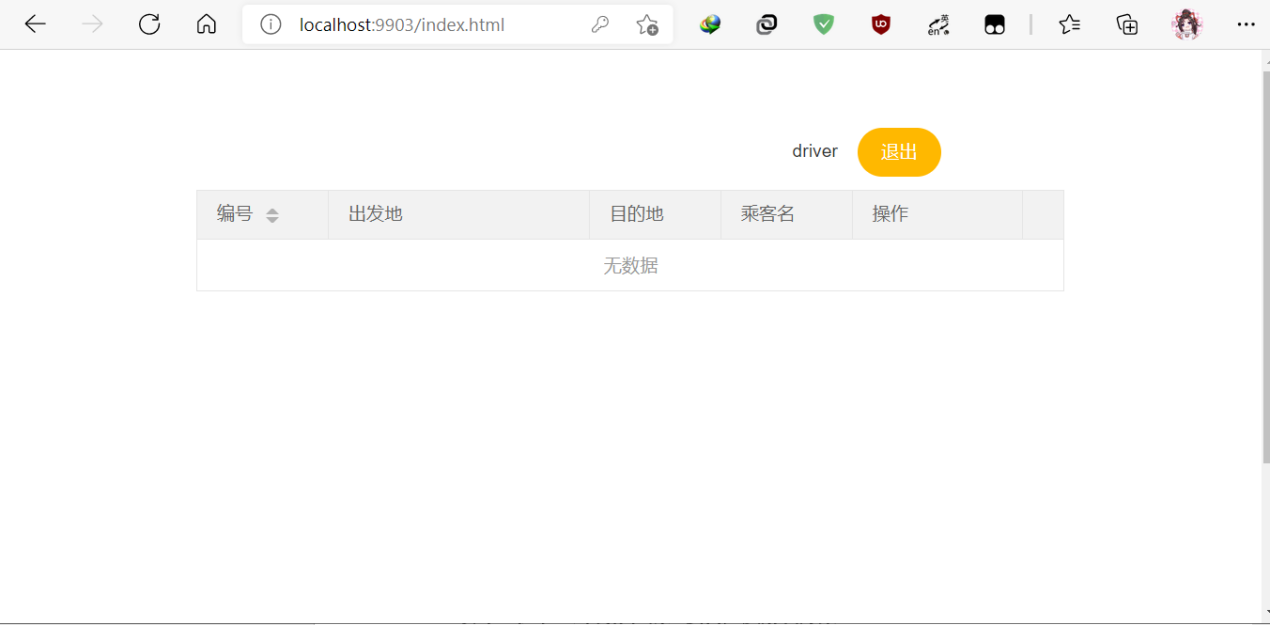 localhost:9903/index.html
driver 退出
编号 出发地 目的地 乘客名 操作
无数据